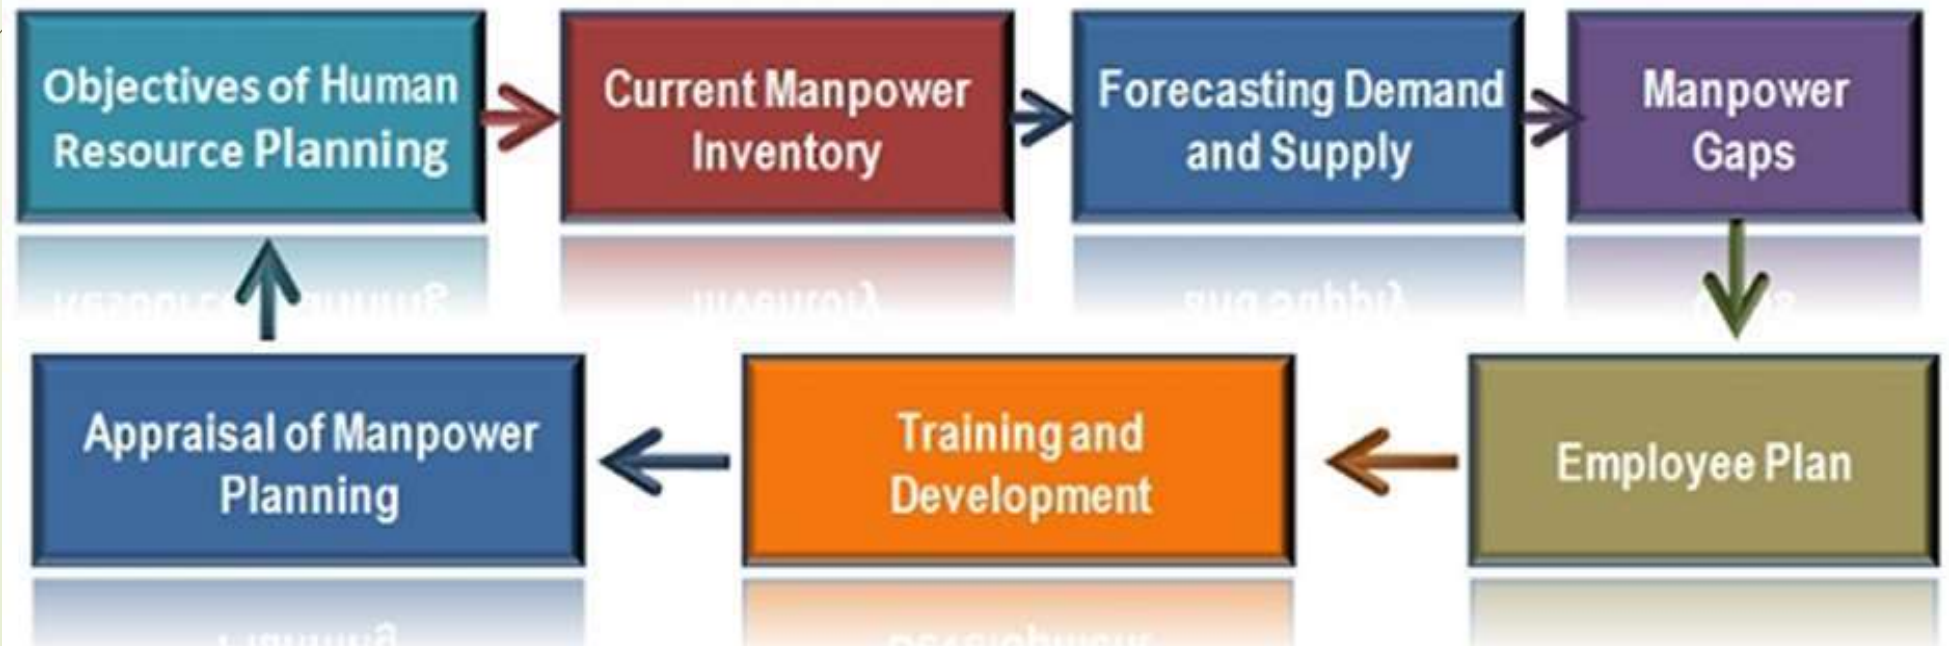 Objectives of Human
Resource Planning
Current Manpower
Inventory
Forecasting Demand
and Supply
Manpower
Gaps
Employee Plan
Training and
Development
Appraisal of Manpower
Planning